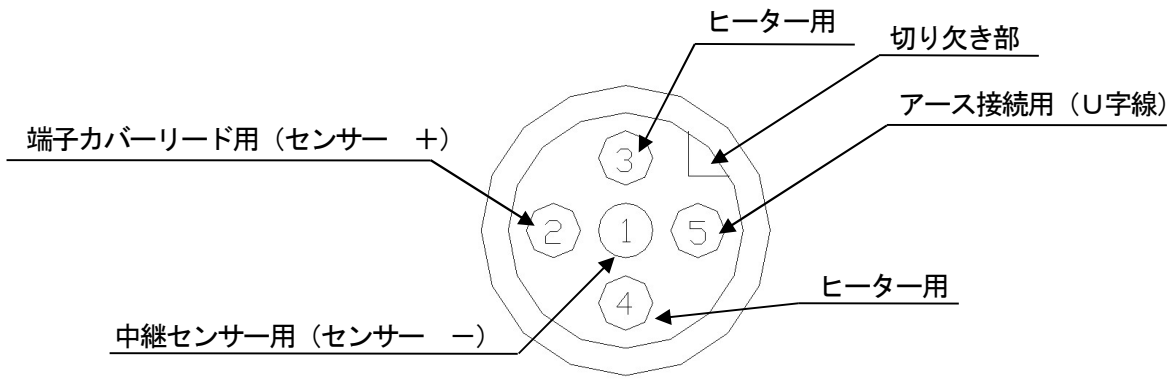 ヒーター用
切り欠き部
アース接続用（U字線）
端子カバーリード用（センサー　＋）
3
2
1
5
4
ヒーター用
中継センサー用（センサー　－）